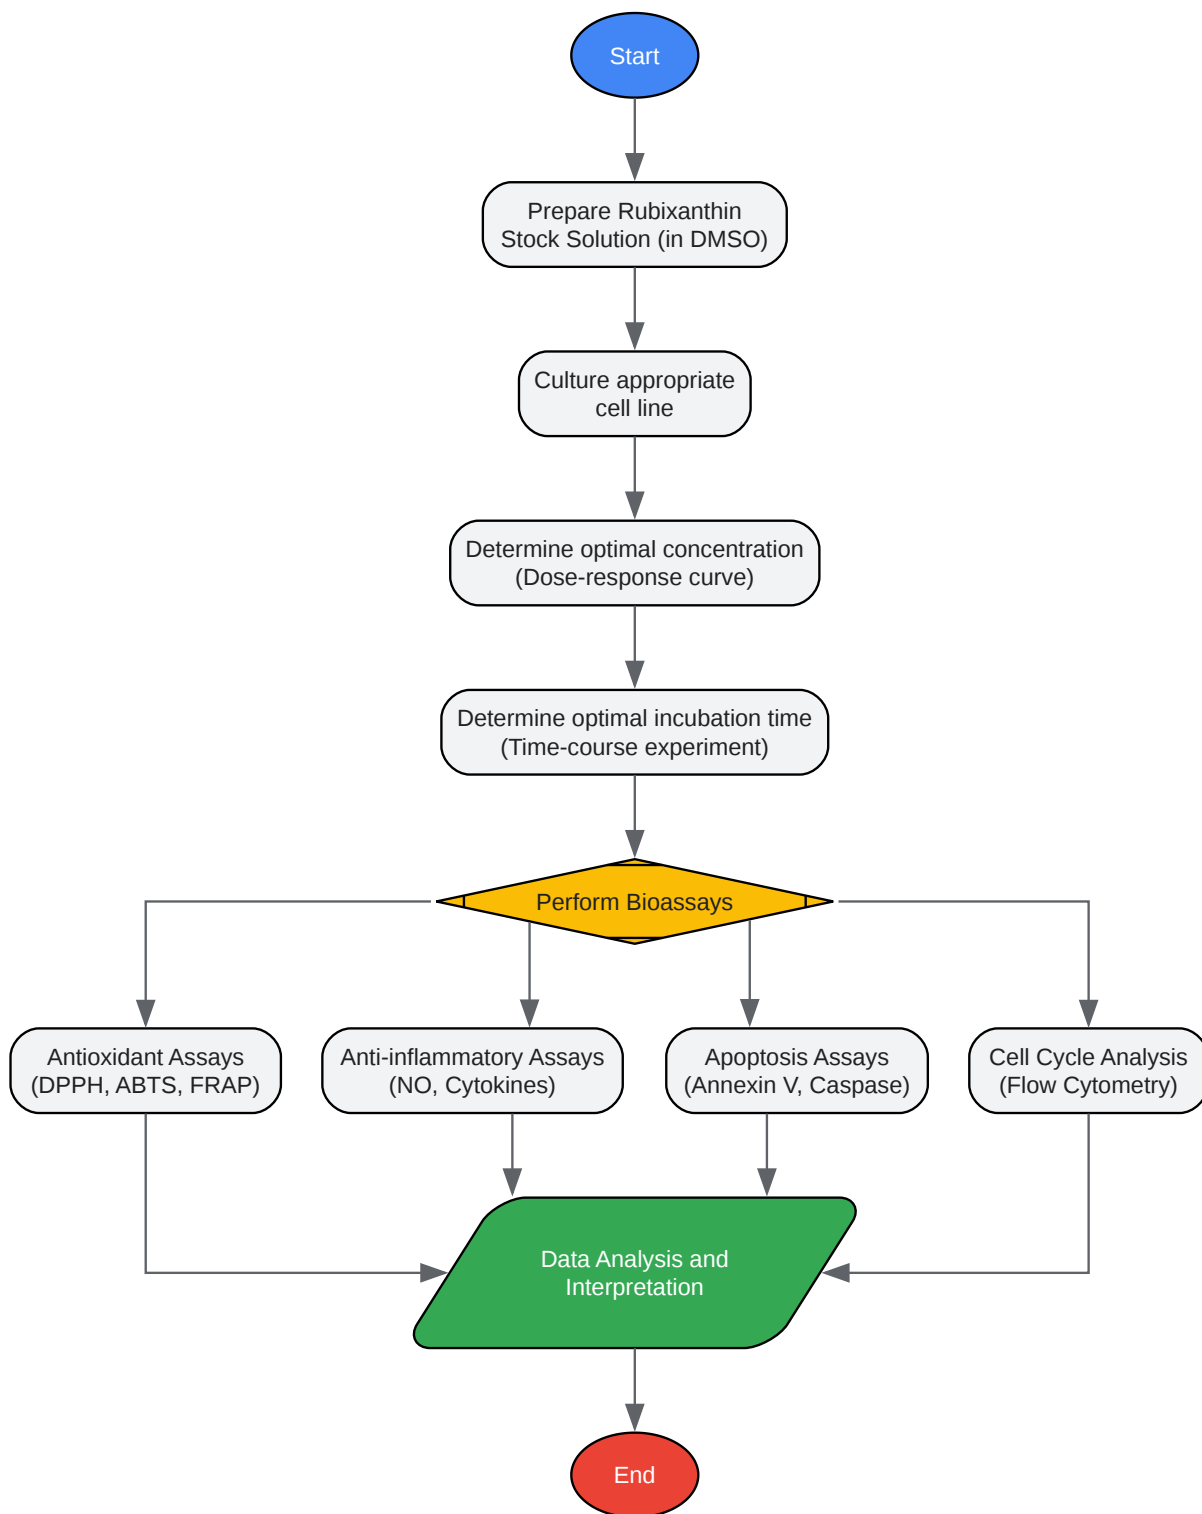 Start
Prepare Rubixanthin
Stock Solution (in DMSO)
Culture appropriate
cell line
Determine optimal concentration
(Dose-response curve)
Determine optimal incubation time
(Time-course experiment)
Perform Bioassays
Antioxidant Assays
(DPPH, ABTS, FRAP)
Anti-inflammatory Assays
(NO, Cytokines)
Apoptosis Assays
(Annexin V, Caspase)
Cell Cycle Analysis
(Flow Cytometry)
Data Analysis and
Interpretation
End